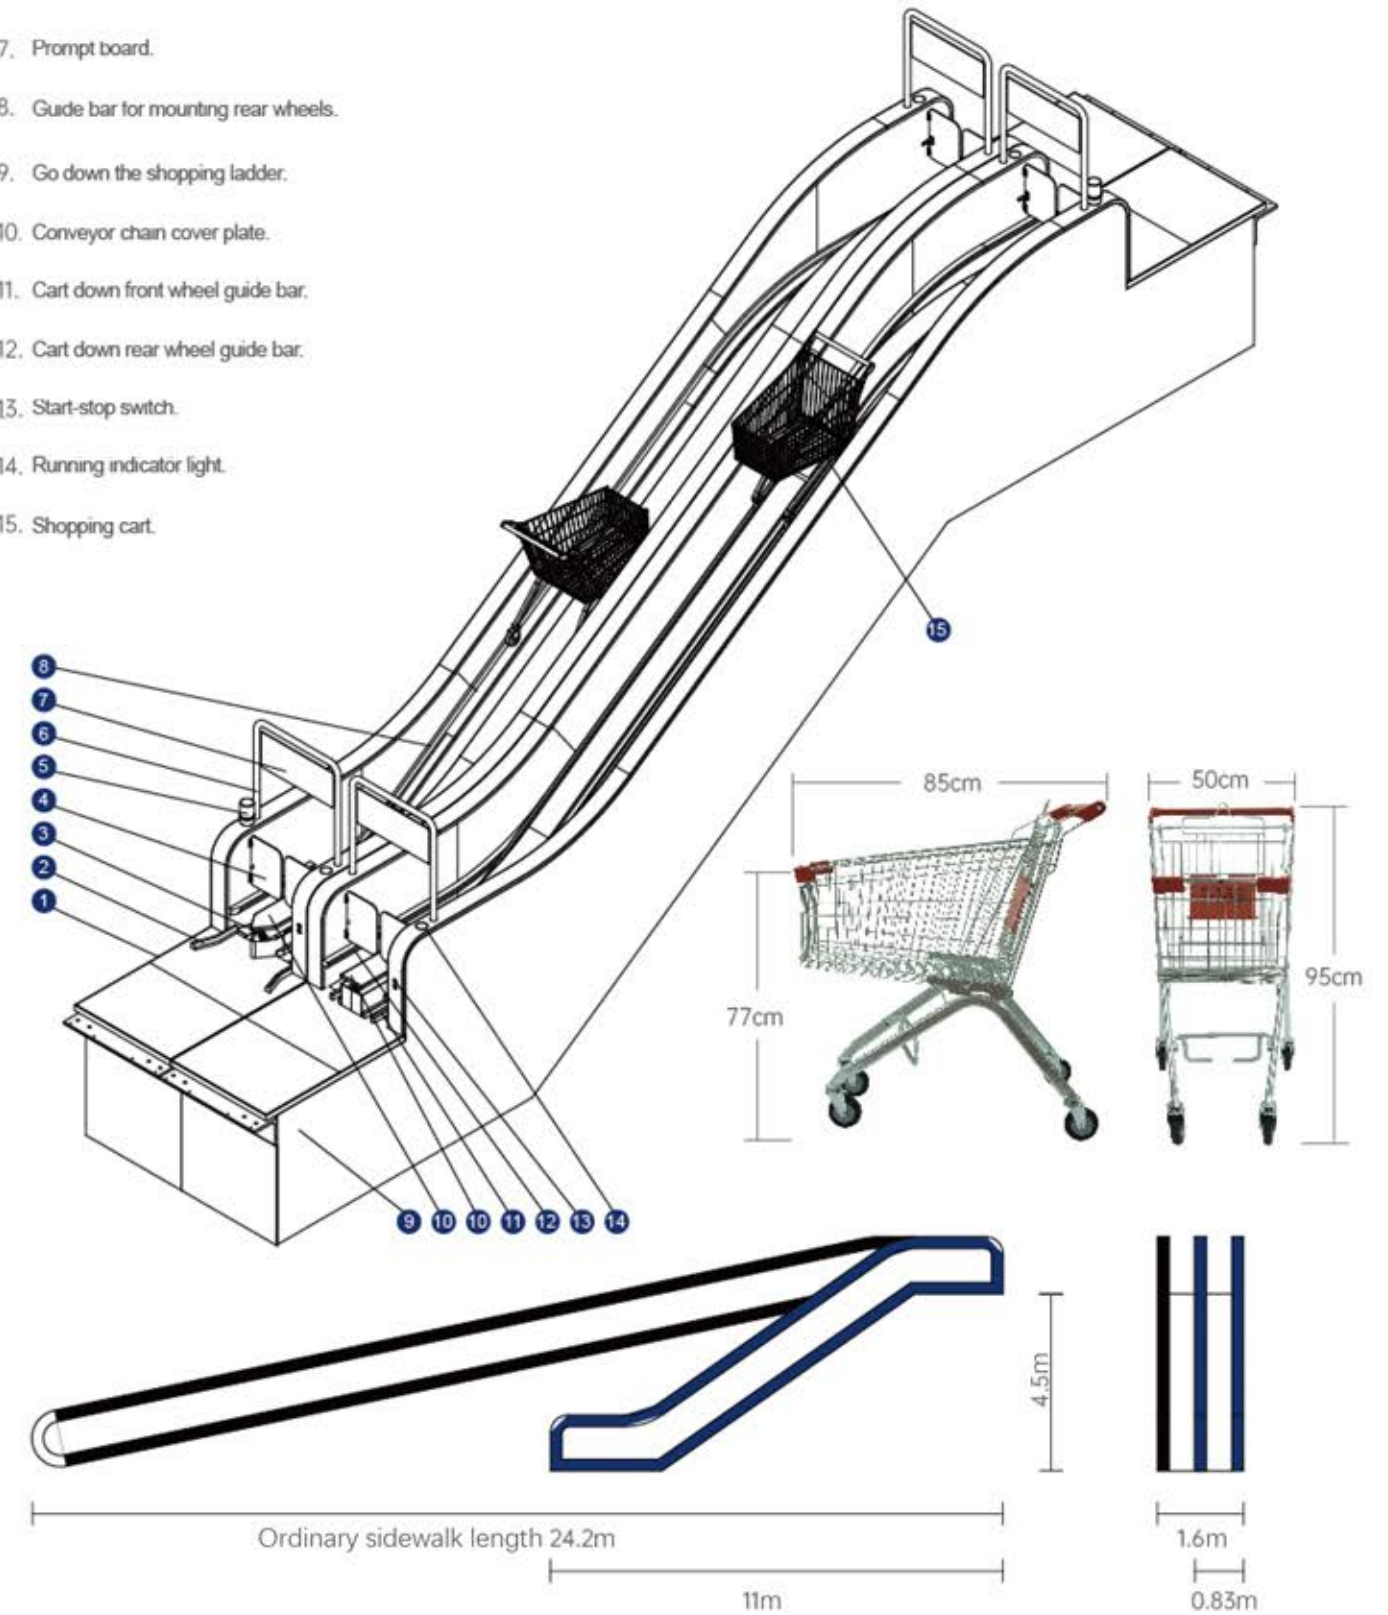 7. Prompt board.
8. Guide bar for mounting rear wheels.
9. Go down the shopping ladder.
10. Conveyor chain cover plate.
11. Cart down front wheel guide bar.
12. Cart down rear wheel guide bar.
13. Start-stop switch.
14. Running indicator light.
15. Shopping cart.
15
8
7
6
5
4
3
2
1
9 10 10 11 12 13 14
85cm
50cm
77cm
95cm
4.5m
Ordinary sidewalk length 24.2m
1.6m
11m
0.83m